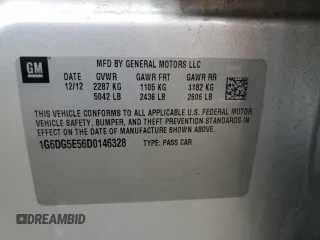 GM
MFD BY GENERAL MOTORS LLC
DATE GVWR GAWR FRT GAWR RR
12/12 2287 KG 1105 KG 1182 KG
5042 LB 2436 LB 2606 LB
THIS VEHICLE CONFORMS TO ALL APPLICABLE U.S. FEDERAL MOTOR
VEHICLE SAFETY, BUMPER, AND THEFT PREVENTION STANDARDS
IN EFFECT ON THE DATE OF MANUFACTURE SHOWN ABOVE.
1G6DG5E56D0146328 TYPE: PASS CAR
© DEALERSHIP.CC